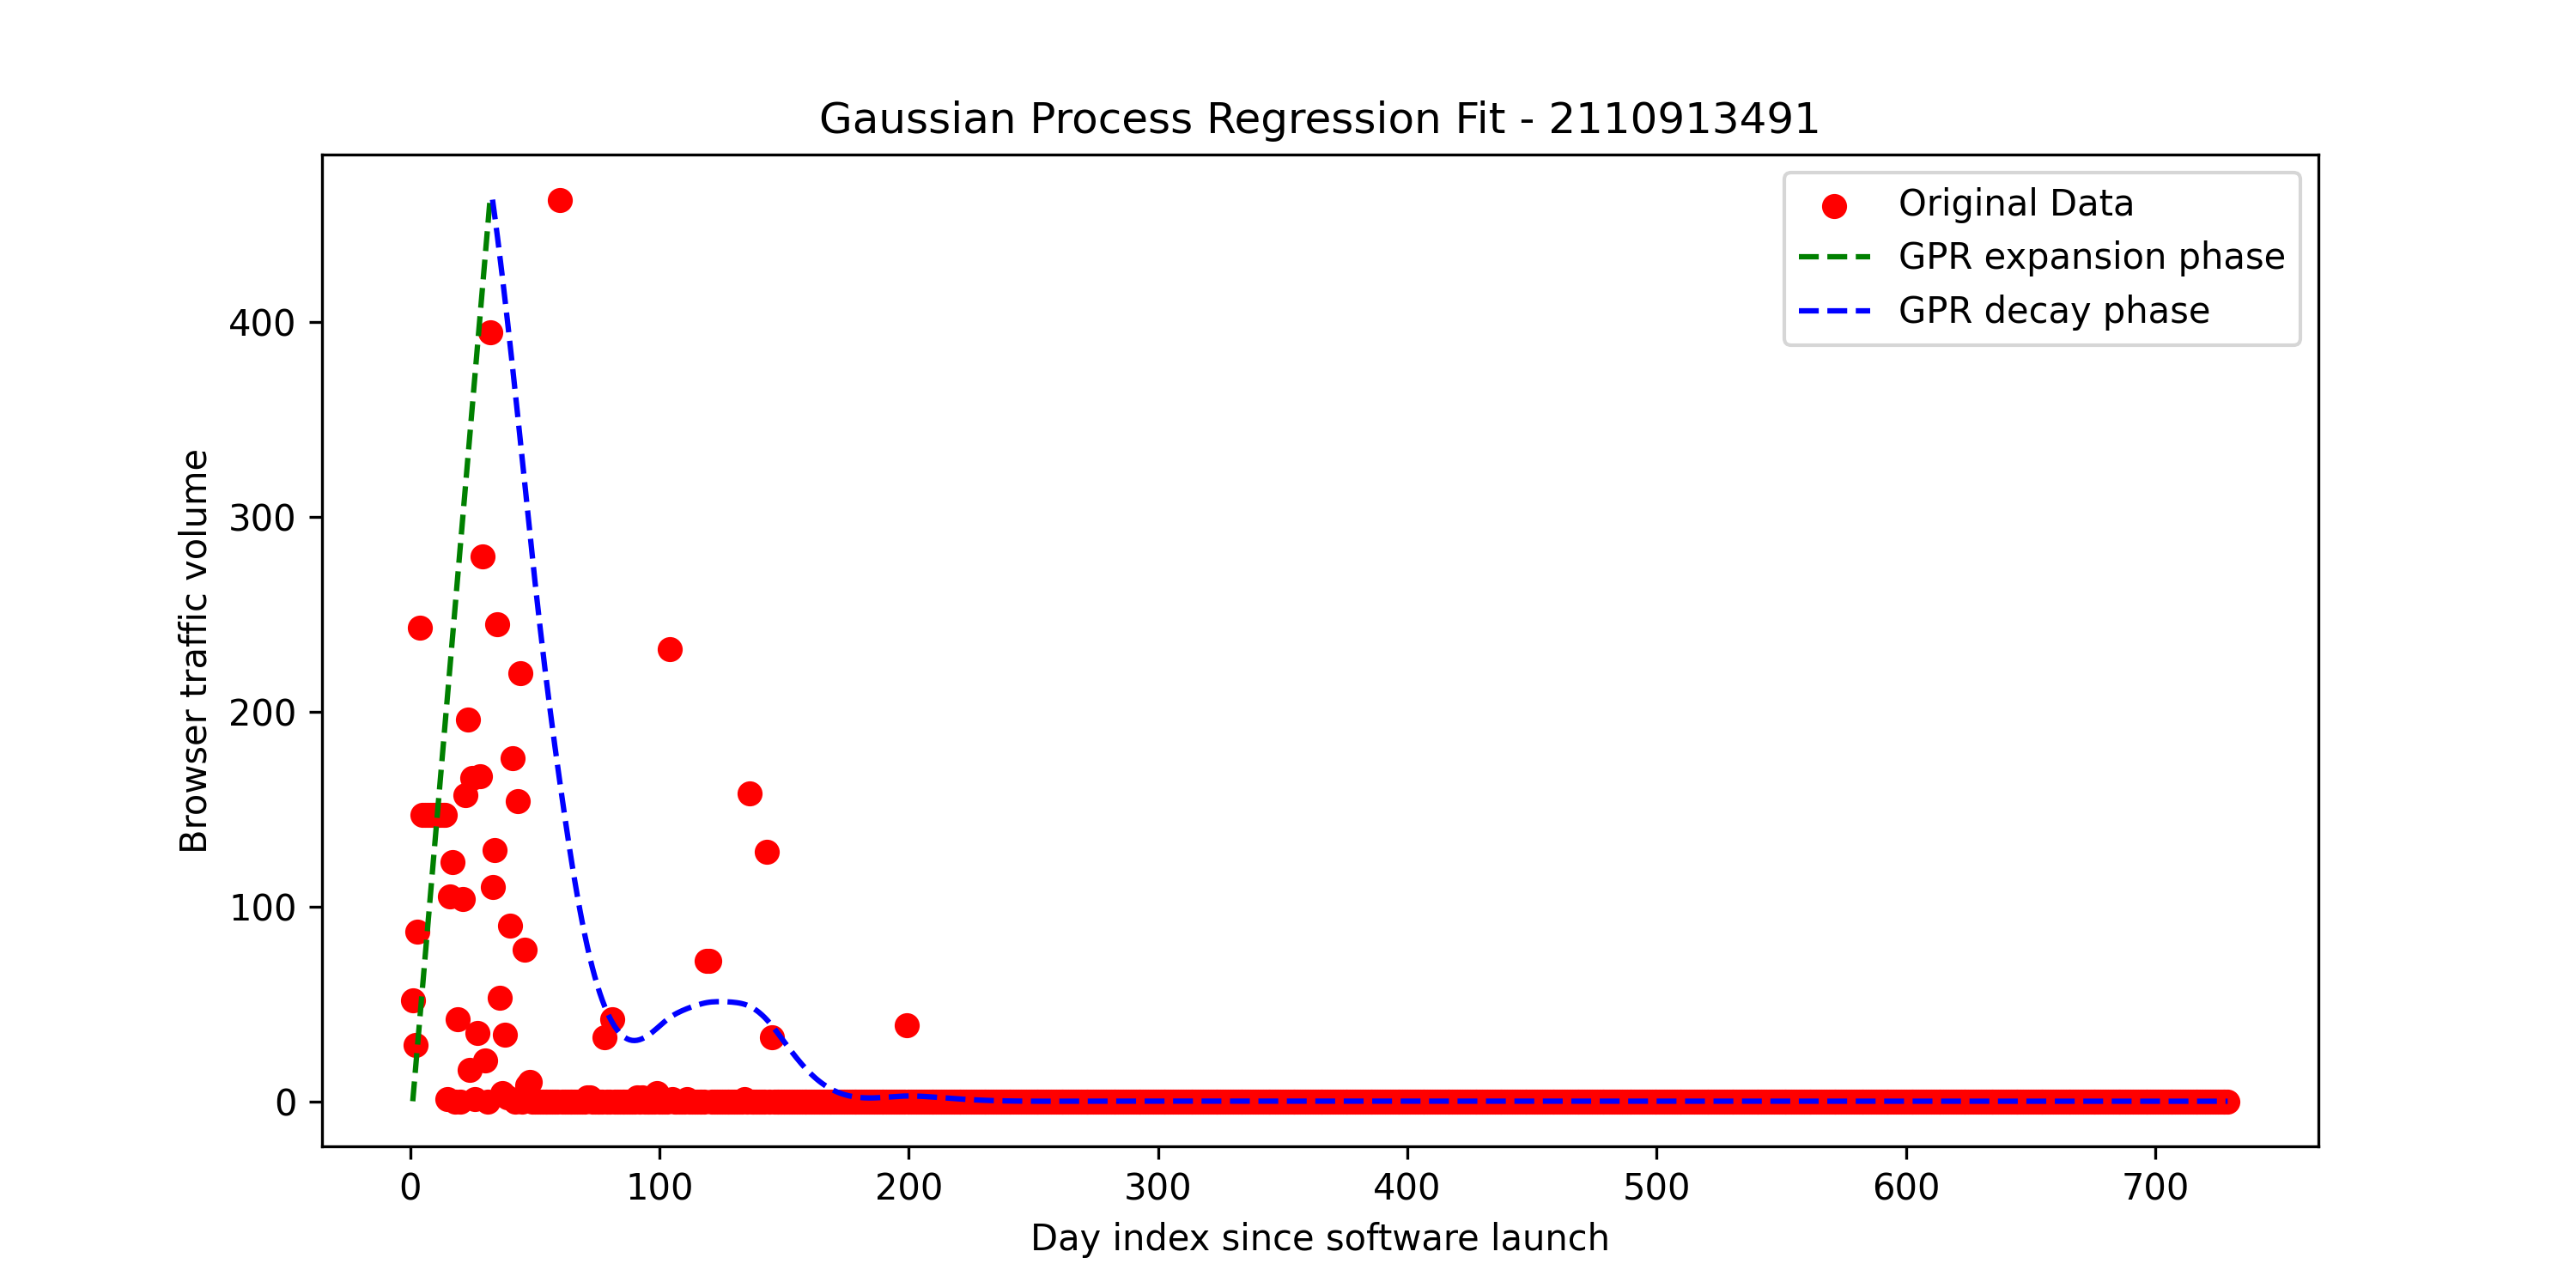 Gaussian Process Regression Fit - 2110913491
Original Data
GPR expansion phase
GPR decay phase
Browser traffic volume
400
300
200
100
0
0 100 200 300 400 500 600 700
Day index since software launch